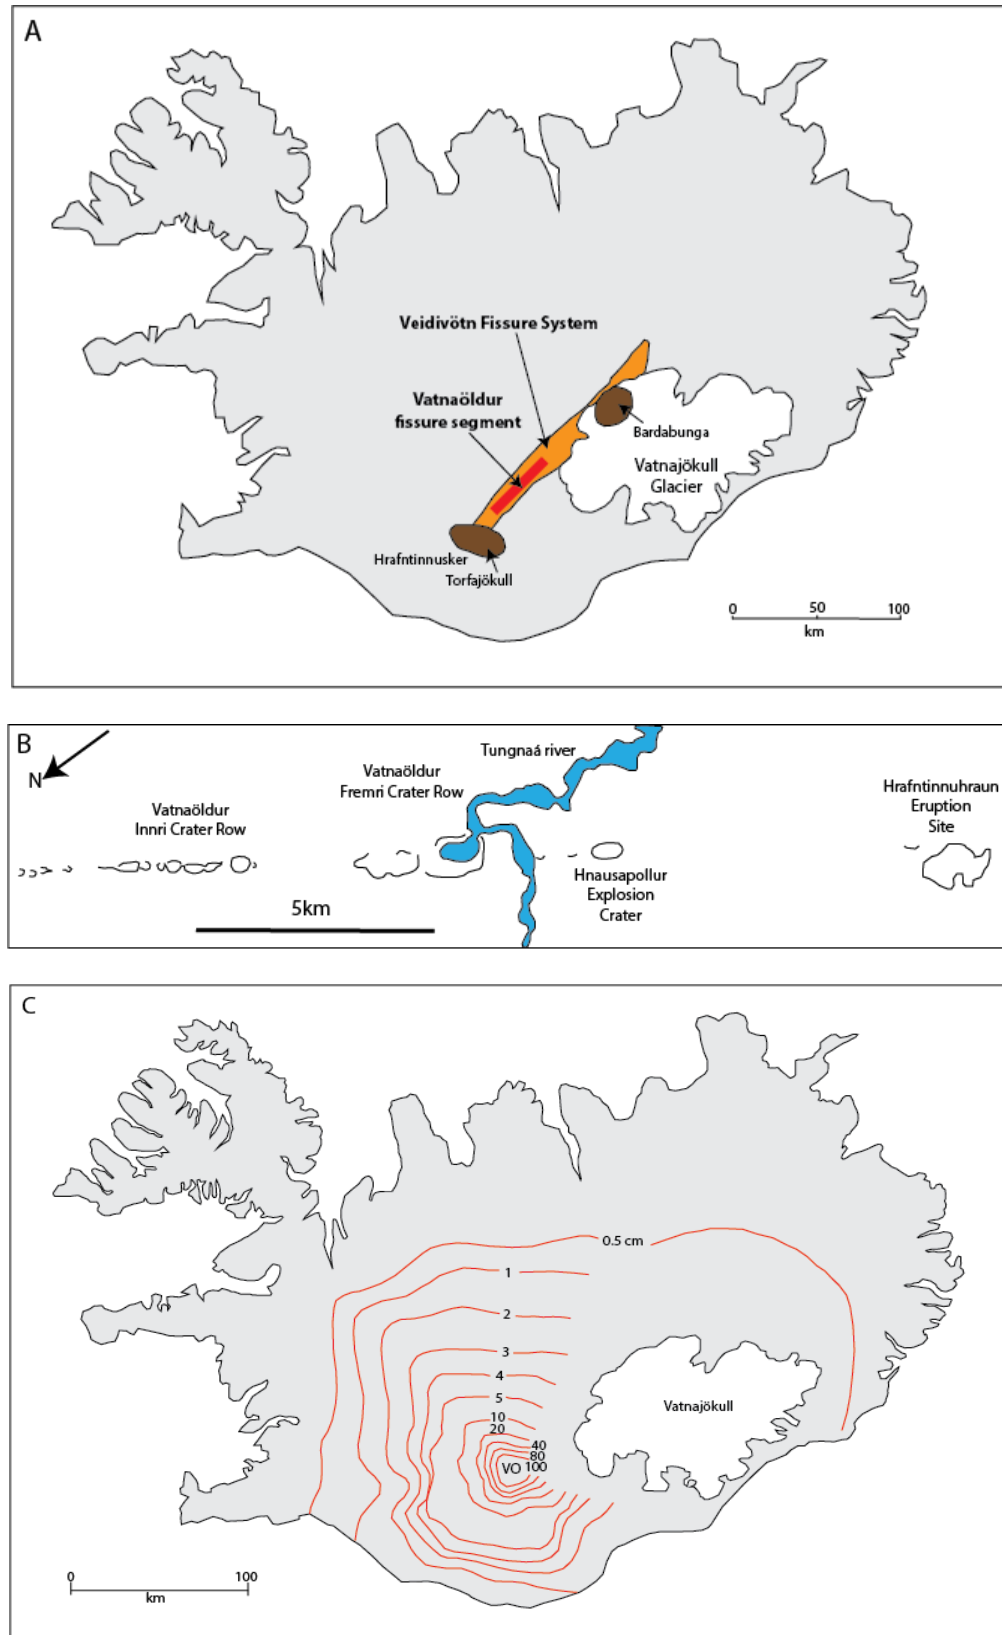 A
Veidivötn Fissure System
Vatnaöldur
fissure segment
Bardabunga
Vatnajökull
Glacier
Hrafntinnusker
Torfajökull
0 50 100
km
B
N
Vatnaöldur
Innri Crater Row
Vatnaöldur
Fremri Crater Row
Tungnaá river
Hnausapollur
Explosion
Crater
Hrafntinnuhraun
Eruption
Site
5km
C
0.5 cm
1
2
3
4
5
10
20
40
80
100
VO
Vatnajökull
0 100
km